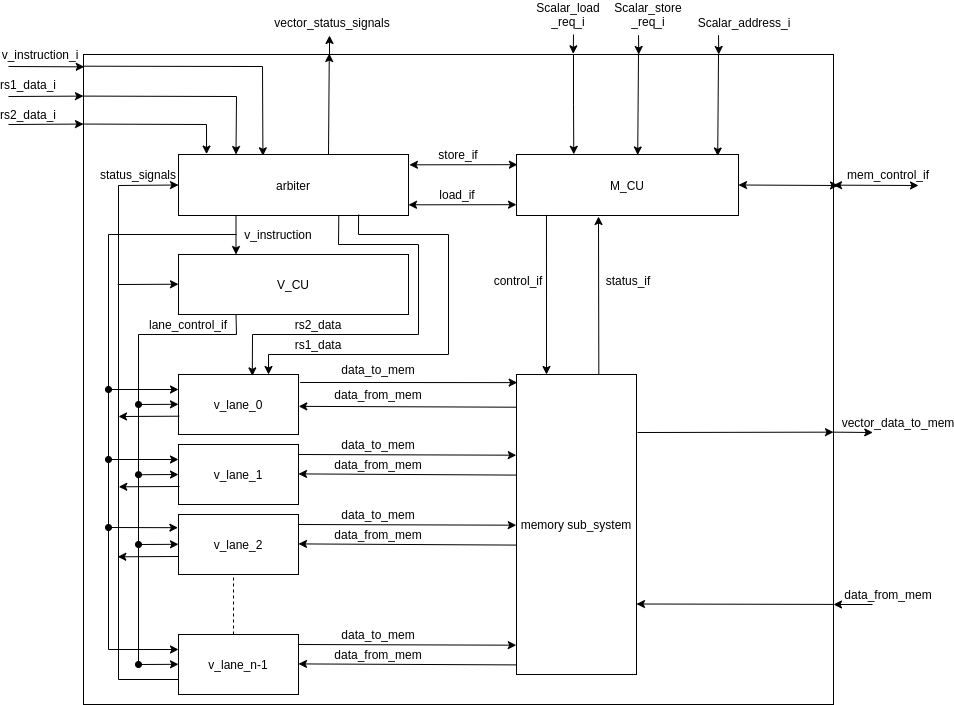 vector_status_signals
Scalar_load
_req_i
Scalar_store
_req_i
Scalar_address_i
v_instruction_i
rs1_data_i
rs2_data_i
status_signals
arbiter
store_if
load_if
M_CU
mem_control_if
v_instruction
V_CU
control_if
status_if
lane_control_if
rs2_data
rs1_data
data_to_mem
data_from_mem
v_lane_0
vector_data_to_mem
data_to_mem
data_from_mem
v_lane_1
data_to_mem
data_from_mem
v_lane_2
memory sub_system
data_from_mem
data_to_mem
data_from_mem
v_lane_n-1